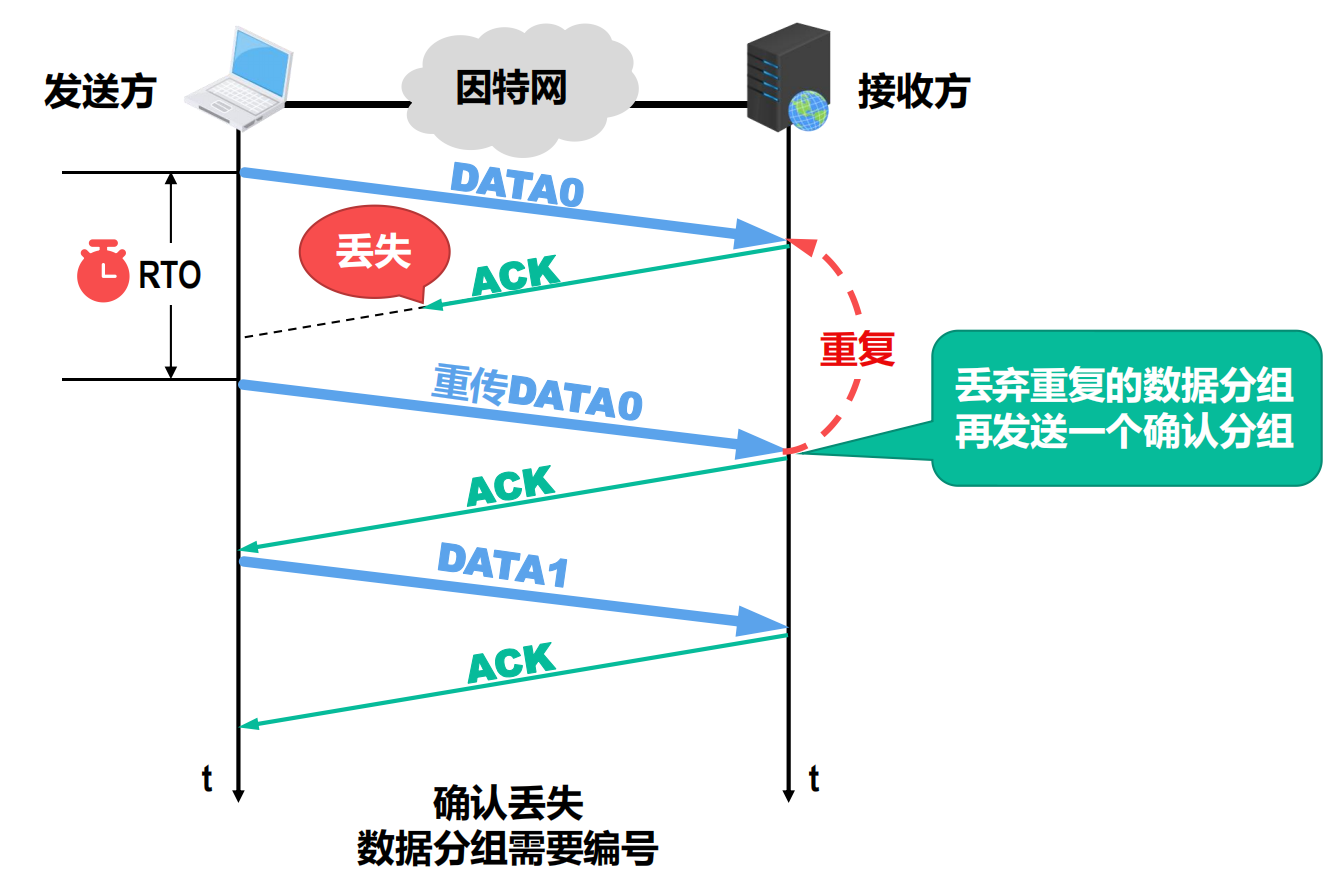 发送方
因特网
接收方
DATA0
丢失
ACK
RTO
重复
重传DATA0
丢弃重复的数据分组
再发送一个确认分组
ACK
DATA1
ACK
t
t
确认丢失
数据分组需要编号